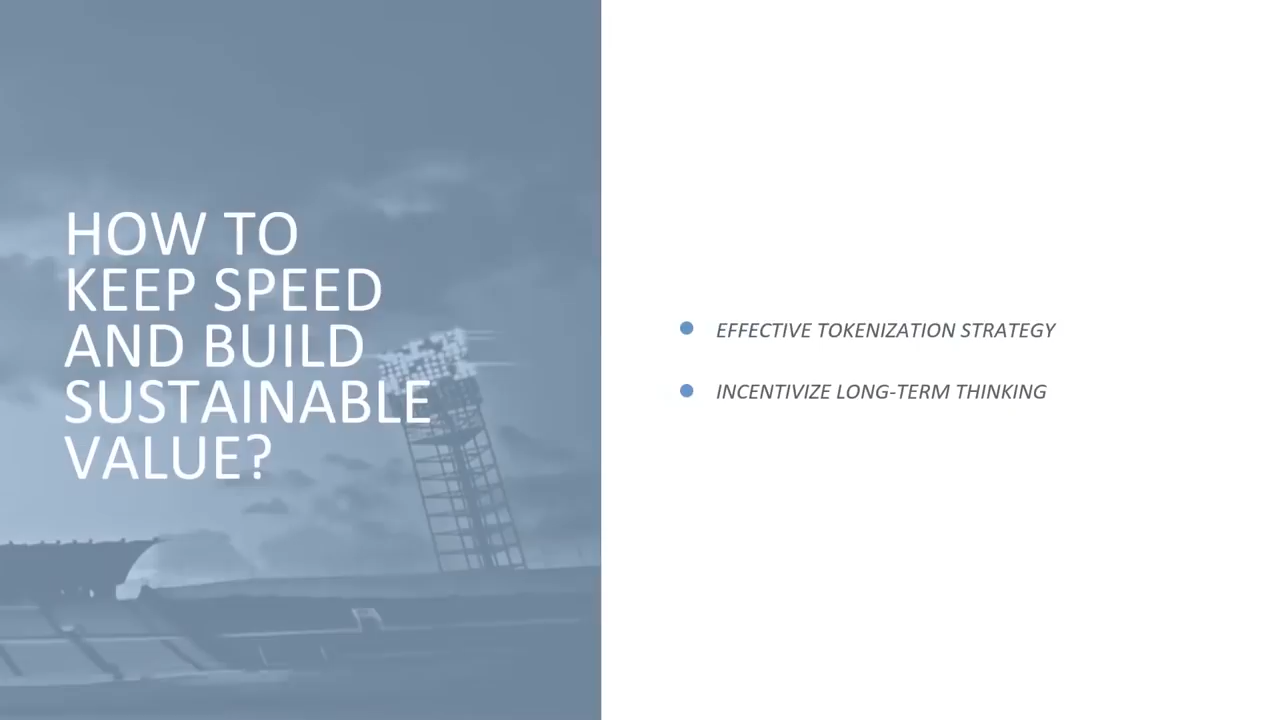 HOW TO
KEEP SPEED
AND BUILD
SUSTAINABLE
VALUE?
EFFECTIVE TOKENIZATION STRATEGY
INCENTIVIZE LONG-TERM THINKING